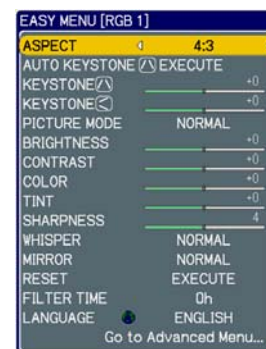 EASY MENU [RGB 1]
ASPECT 4:3
AUTO KEYSTONE EXECUTE
KEYSTONE +0
KEYSTONE +0
PICTURE MODE NORMAL
BRIGHTNESS +0
CONTRAST +0
COLOR +0
TINT +0
SHARPNESS 4
WHISPER NORMAL
MIRROR NORMAL
RESET EXECUTE
FILTER TIME 0h
LANGUAGE ENGLISH
Go to Advanced Menu...